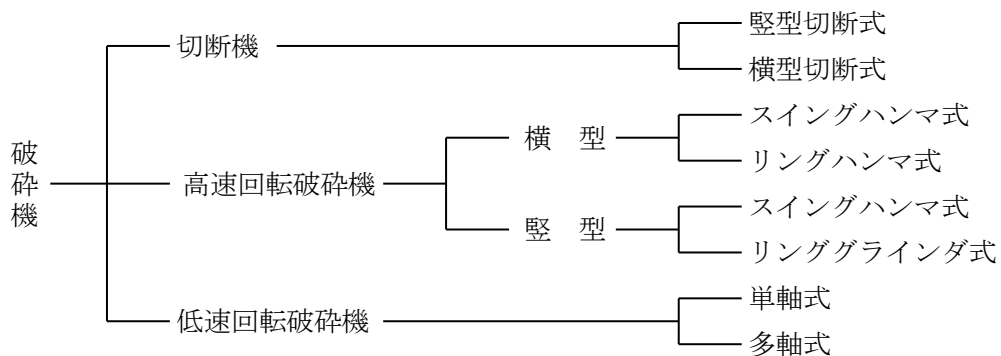 破砕機
切断機
竪型切断式
横型切断式
高速回転破砕機
横　型
スイングハンマ式
リングハンマ式
竪　型
スイングハンマ式
リンググラインダ式
低速回転破砕機
単軸式
多軸式